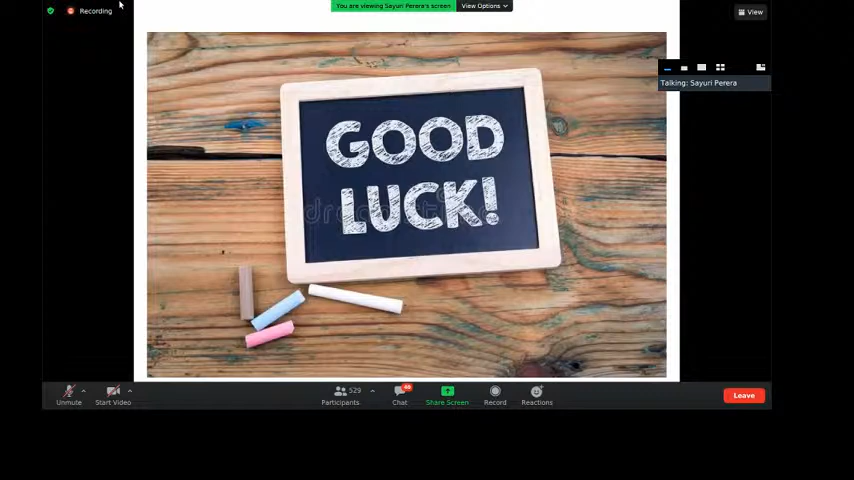 Recording
You are viewing Sayuri Perera's screen
View Options
View
Talking: Sayuri Perera
GOOD
LUCK!
Unmute
Start Video
529
Participants
68
Chat
Share Screen
Record
Reactions
Leave